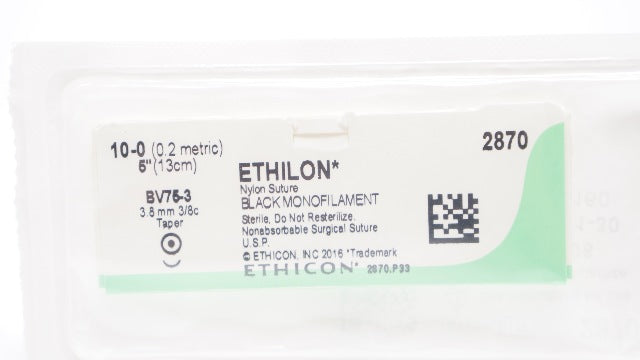 10-0 (0.2 metric)
5"(13cm)
BV75-3
3.8 mm 3/8c
Taper
ETHILON*
Nylon Suture
BLACK MONOFILAMENT
Sterile, Do Not Resterilize.
Nonabsorbable Surgical Suture
U.S.P.
© ETHICON, INC 2016 *Trademark
ETHICON* 2870.P93
2870